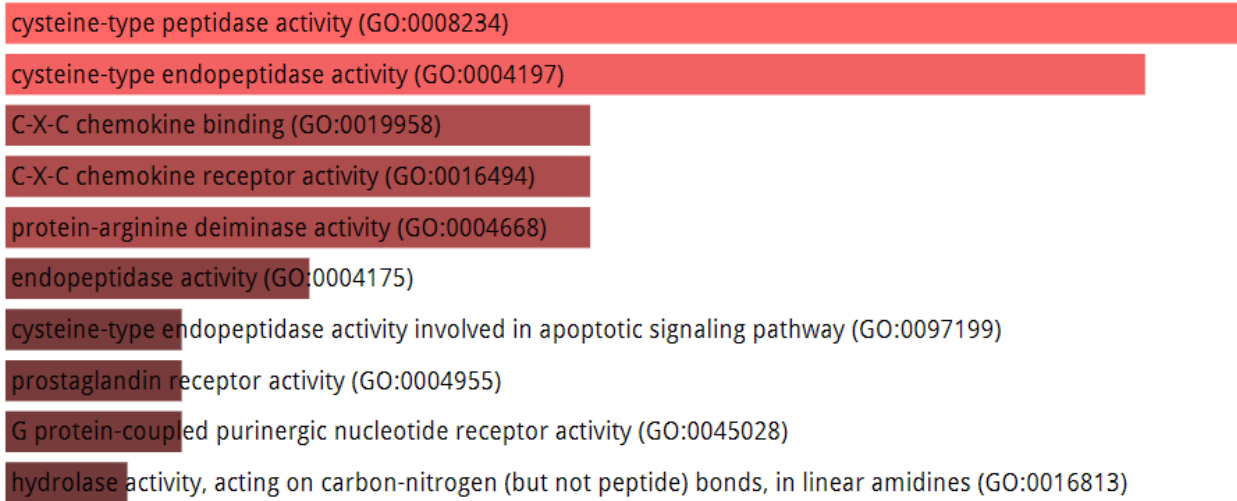 cysteine-type peptidase activity (GO:0008234)
cysteine-type endopeptidase activity (GO:0004197)
C-X-C chemokine binding (GO:0019958)
C-X-C chemokine receptor activity (GO:0016494)
protein-arginine deiminase activity (GO:0004668)
endopeptidase activity (GO:0004175)
cysteine-type endopeptidase activity involved in apoptotic signaling pathway (GO:0097199)
prostaglandin receptor activity (GO:0004955)
G protein-coupled purinergic nucleotide receptor activity (GO:0045028)
hydrolase activity, acting on carbon-nitrogen (but not peptide) bonds, in linear amidines (GO:0016813)